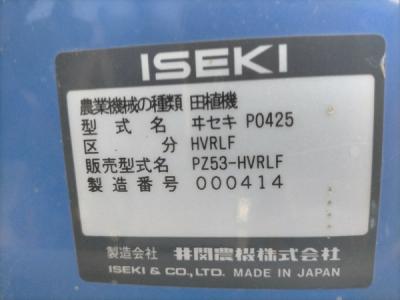 ISEKI
農業機械の種類 田植機
型式名 ヰセキ P0425
区分 HVRLF
販売型式名 PZ53-HVRLF
製造番号 000414
製造会社 井関農機株式会社
ISEKI & CO., LTD. MADE IN JAPAN